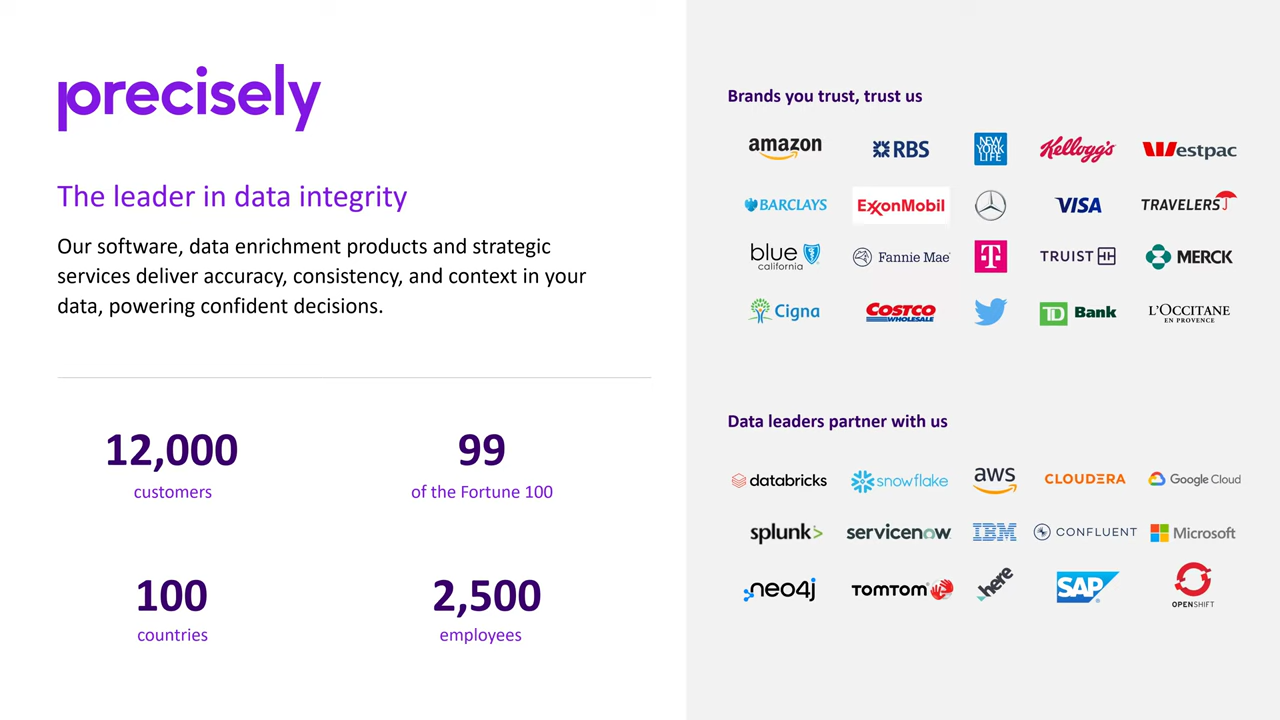 precisely
The leader in data integrity
Our software, data enrichment products and strategic
services deliver accuracy, consistency, and context in your
data, powering confident decisions.
12,000
customers
99
of the Fortune 100
100
countries
2,500
employees
Brands you trust, trust us
amazon
RBS
NEW
YORK
LIFE
Kellogg's
Westpac
BARCLAYS
ExxonMobil
VISA
TRAVELERS
blue
california
Fannie Mae
T
TRUIST
MERCK
Cigna
COSTCO
WHOLESALE
TD Bank
L'OCCITANE
EN PROVENCE
Data leaders partner with us
databricks
snowflake
aws
CLOUDERA
Google Cloud
splunk>
servicenow
IBM
CONFLUENT
Microsoft
neo4j
TOMTOM
here
SAP
OPENSHIFT